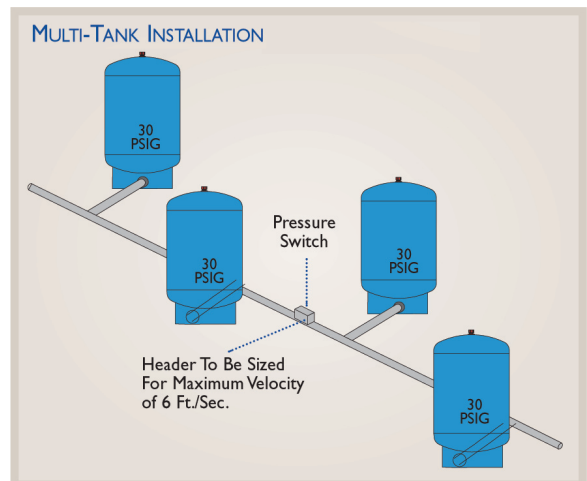 MULTI-TANK INSTALLATION
30
PSIG
30
PSIG
Pressure
Switch
30
PSIG
Header To Be Sized
For Maximum Velocity
of 6 Ft./Sec.
30
PSIG